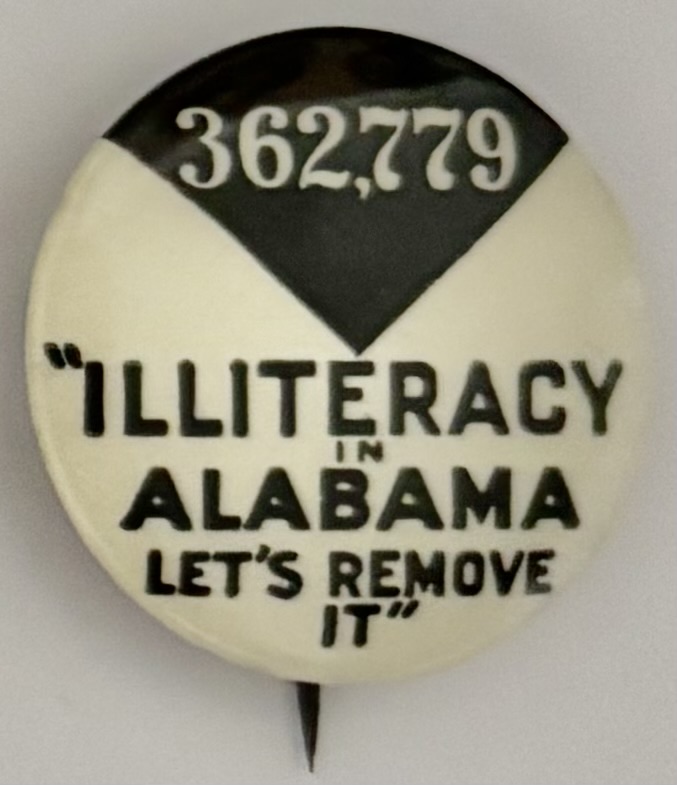 362,779
"ILLITERACY
IN
ALABAMA
LET'S REMOVE
IT"